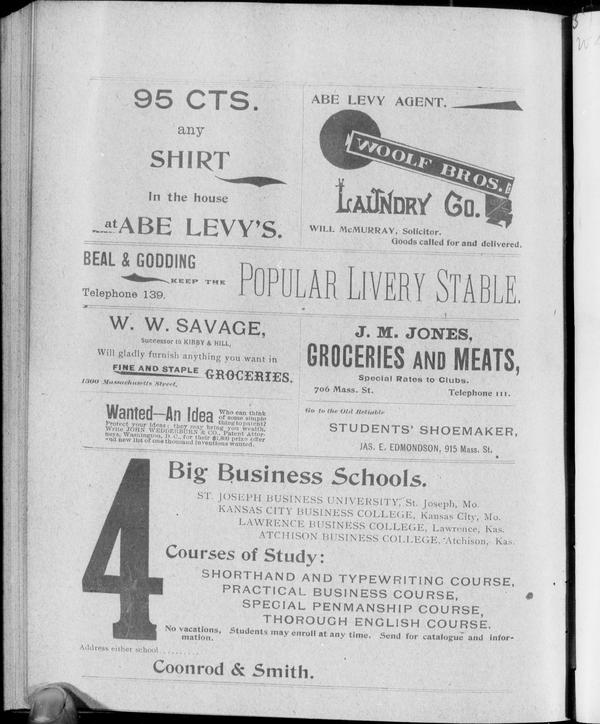 95 CTS.
any
SHIRT
In the house
at ABE LEVY'S.
ABE LEVY AGENT.
WOOLF BROS.
LAUNDRY CO.
WILL McMURRAY, Solicitor.
Goods called for and delivered.
BEAL & GODDING
KEEP THE
Telephone 139.
POPULAR LIVERY STABLE.
W. W. SAVAGE,
Successor to KIRBY & HILL,
Will gladly furnish anything you want in
FINE AND STAPLE GROCERIES.
1300 Massachusetts Street.
J. M. JONES,
GROCERIES AND MEATS,
Special Rates to Clubs.
706 Mass. St. Telephone 111.
Wanted—An Idea Who can think of some simple thing to patent?
Protect your ideas; they may bring you wealth.
Write JOHN WEDDERBURN & CO., Patent Attor-
neys, Washington, D. C., for their $1,800 prize offer
and new list of one thousand inventions wanted.
Go to the Old Reliable
STUDENTS' SHOEMAKER,
JAS. E. EDMONDSON, 915 Mass. St.
4
Big Business Schools.
ST. JOSEPH BUSINESS UNIVERSITY, St. Joseph, Mo.
KANSAS CITY BUSINESS COLLEGE, Kansas City, Mo.
LAWRENCE BUSINESS COLLEGE, Lawrence, Kas.
ATCHISON BUSINESS COLLEGE, Atchison, Kas.
Courses of Study:
SHORTHAND AND TYPEWRITING COURSE,
PRACTICAL BUSINESS COURSE,
SPECIAL PENMANSHIP COURSE,
THOROUGH ENGLISH COURSE.
No vacations, Students may enroll at any time. Send for catalogue and infor-
mation.
Address either school..........
Coonrod & Smith.